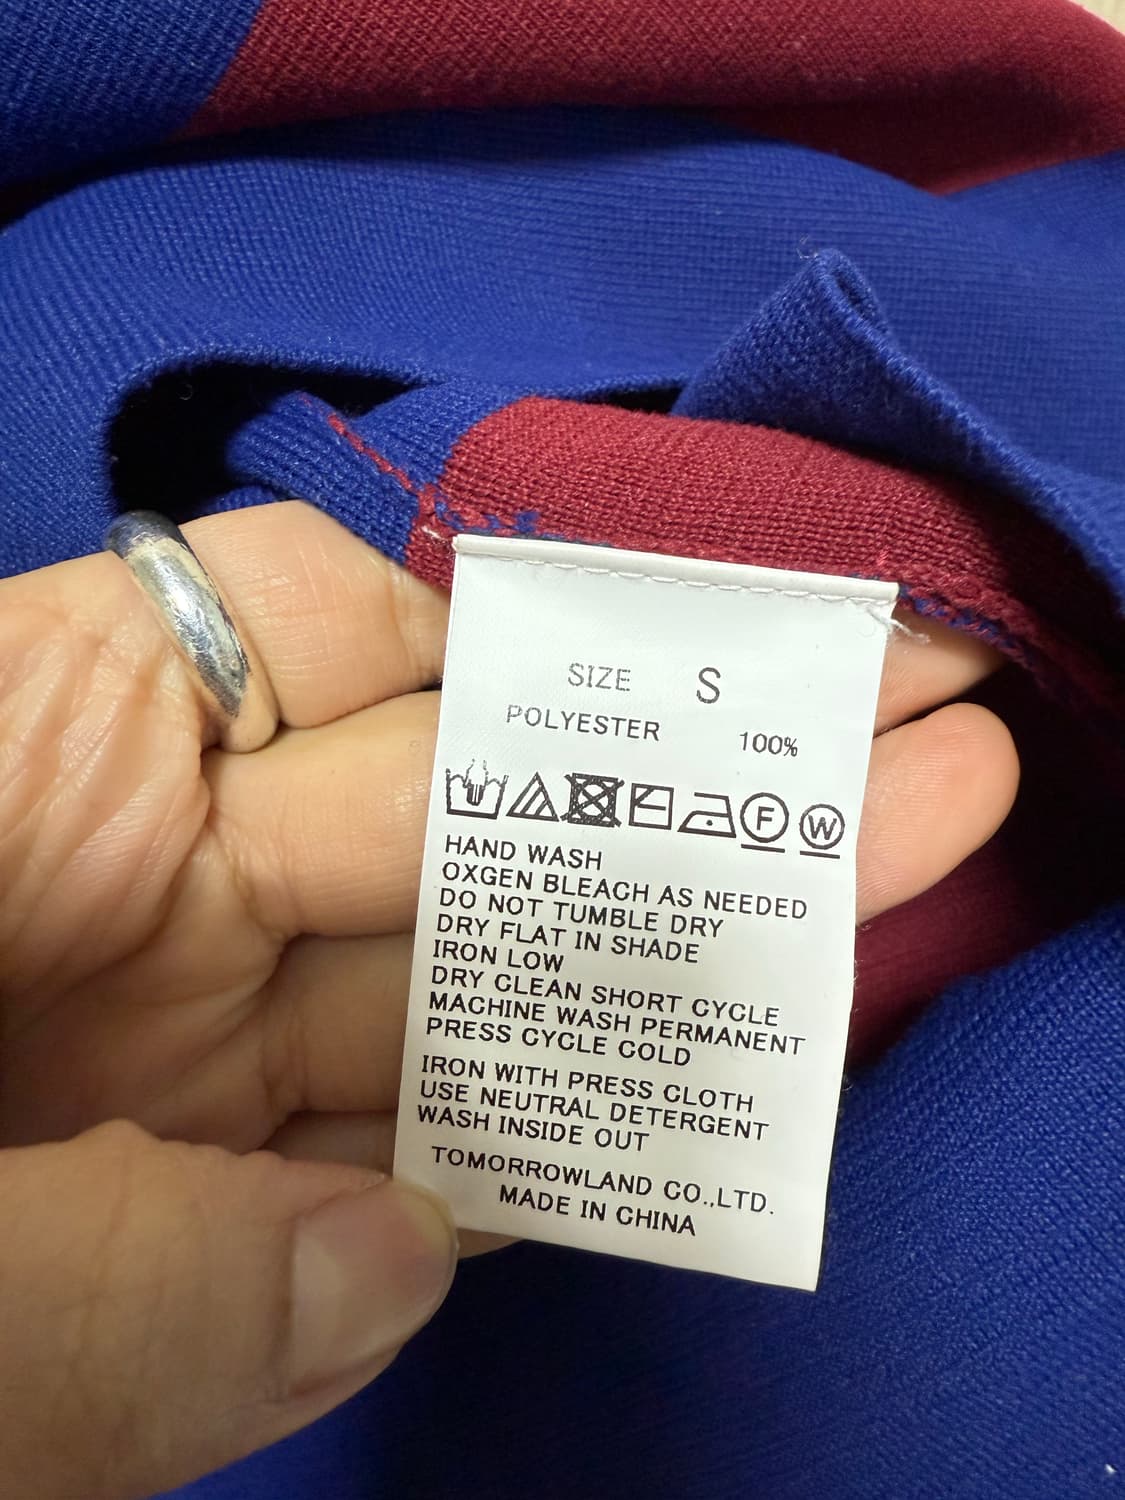 SIZE S
POLYESTER 100%
F W
HAND WASH
OXGEN BLEACH AS NEEDED
DO NOT TUMBLE DRY
DRY FLAT IN SHADE
IRON LOW
DRY CLEAN SHORT CYCLE
MACHINE WASH PERMANENT
PRESS CYCLE COLD
IRON WITH PRESS CLOTH
USE NEUTRAL DETERGENT
WASH INSIDE OUT
TOMORROWLAND CO.,LTD.
MADE IN CHINA